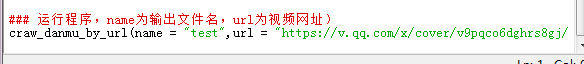 ### 运行程序，name为输出文件名，url为视频网址）
craw_danmu_by_url(name = "test",url = "https://v.qq.com/x/cover/v9pqco6dghrs8gj/